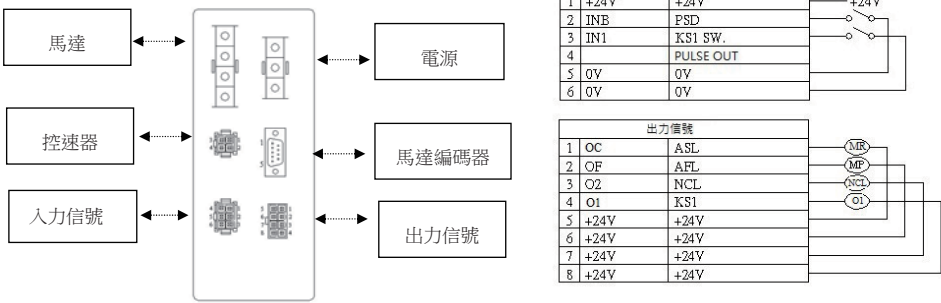 馬達
電源
控速器
馬達編碼器
入力信號
出力信號
1 +24V +24V +24V
2 INB PSD
3 IN1 KS1 SW.
4 PULSE OUT
5 0V 0V
6 0V 0V
出力信號
1 OC ASL MR
2 OF AFL MP
3 O2 NCL NCL
4 O1 KS1 O1
5 +24V +24V
6 +24V +24V
7 +24V +24V
8 +24V +24V